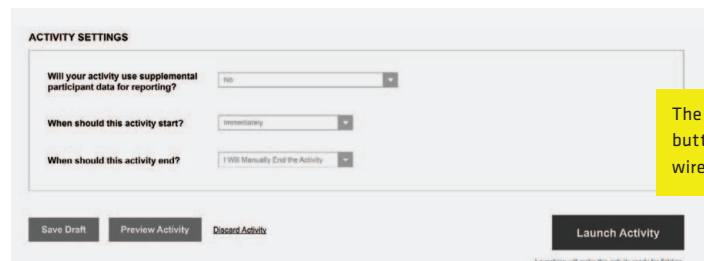 ACTIVITY SETTINGS
Will your activity use supplemental
participant data for reporting?
No
When should this activity start?
Immediately
When should this activity end?
I Will Manually End the Activity
The
butt
wire
Save Draft
Preview Activity
Discard Activity
Launch Activity